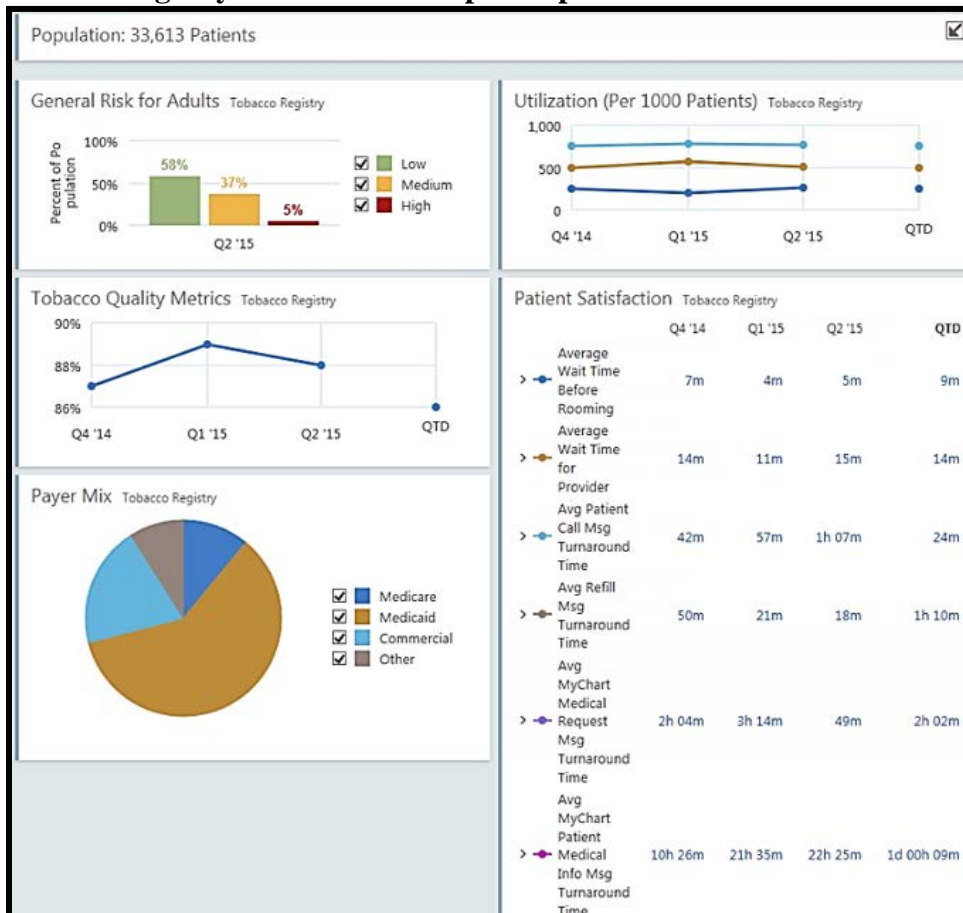 Population: 33,613 Patients
General Risk for Adults Tobacco Registry
Percent of Po
pulation
100%
50%
0%
58%
37%
5%
Q2 '15
Low
Medium
High
Utilization (Per 1000 Patients) Tobacco Registry
1,000
500
0
Q4 '14 Q1 '15 Q2 '15 QTD
Tobacco Quality Metrics Tobacco Registry
90%
88%
86%
Q4 '14 Q1 '15 Q2 '15 QTD
Payer Mix Tobacco Registry
Medicare
Medicaid
Commercial
Other
Patient Satisfaction Tobacco Registry
Q4 '14 Q1 '15 Q2 '15 QTD
Average
Wait Time
Before
Rooming
7m 4m 5m 9m
Average
Wait Time
for
Provider
14m 11m 15m 14m
Avg Patient
Call Msg
Turnaround
Time
42m 57m 1h 07m 24m
Avg Refill
Msg
Turnaround
Time
50m 21m 18m 1h 10m
Avg
MyChart
Medical
Request
Msg
Turnaround
Time
2h 04m 3h 14m 49m 2h 02m
Avg
MyChart
Patient
Medical
Info Msg
Turnaround
Time
10h 26m 21h 35m 22h 25m 1d 00h 09m